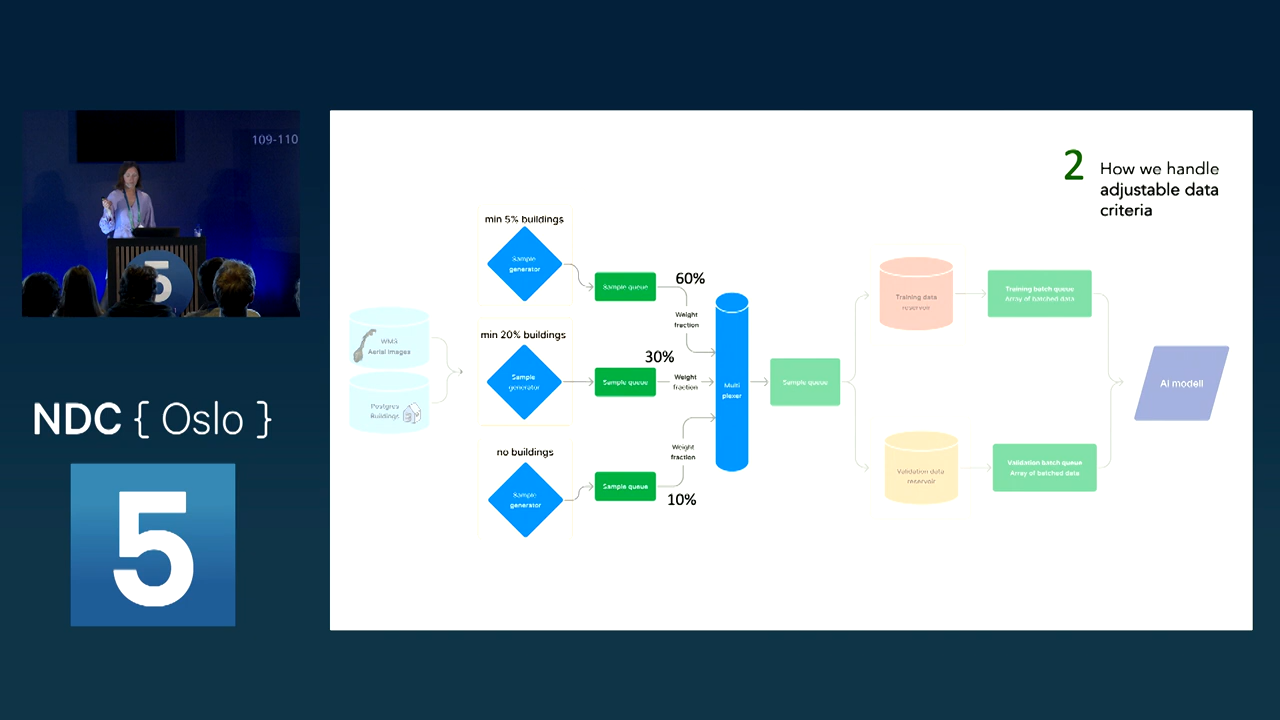 109-110
5
NDC { Oslo }
5
2
How we handle
adjustable data
criteria
min 5% buildings
Sample
generator
Sample queue
60%
Weight
fraction
WMA
Aerial Images
Postgres
Buildings
min 20% buildings
Sample
generator
Sample queue
30%
Weight
fraction
no buildings
Sample
generator
Sample queue
10%
Weight
fraction
Multi
plexer
Sample queue
Training data
reservoir
Training batch queue
Array of batched data
Validation data
reservoir
Validation batch queue
Array of batched data
AI modell